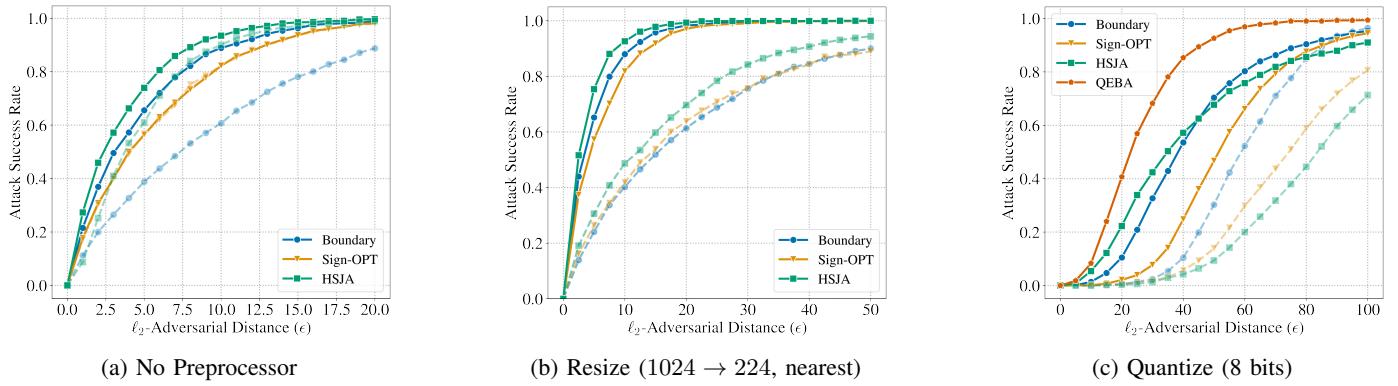 Attack Success Rate
1.0
0.8
0.6
0.4
0.2
0.0
Boundary
Sign-OPT
HSJA
0.0 2.5 5.0 7.5 10.0 12.5 15.0 17.5 20.0
ℓ2-Adversarial Distance (ϵ)
(a) No Preprocessor
Attack Success Rate
1.0
0.8
0.6
0.4
0.2
0.0
Boundary
Sign-OPT
HSJA
0 10 20 30 40 50
ℓ2-Adversarial Distance (ϵ)
(b) Resize (1024 → 224, nearest)
Attack Success Rate
1.0
0.8
0.6
0.4
0.2
0.0
Boundary
Sign-OPT
HSJA
QEBA
0 20 40 60 80 100
ℓ2-Adversarial Distance (ϵ)
(c) Quantize (8 bits)